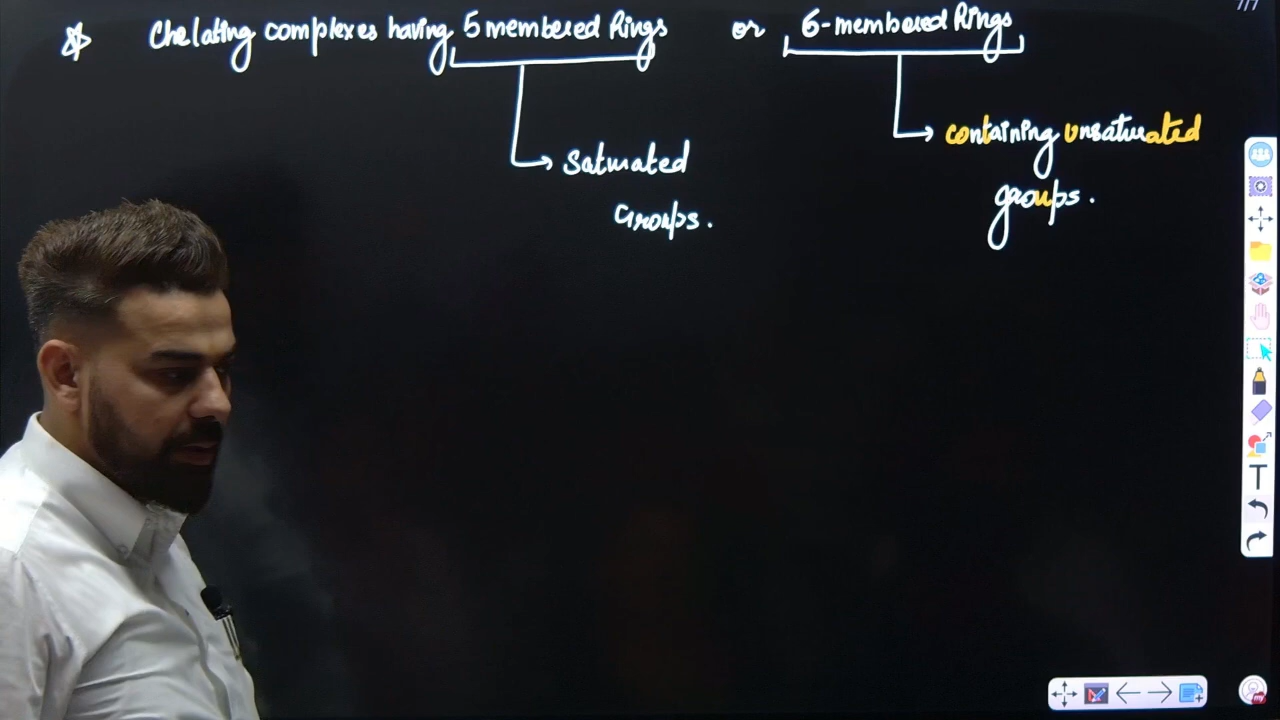 Chelating complexes having 5 membered Rings or 6-membered Rings
containing unsaturated
saturated
groups.
Groups.
T